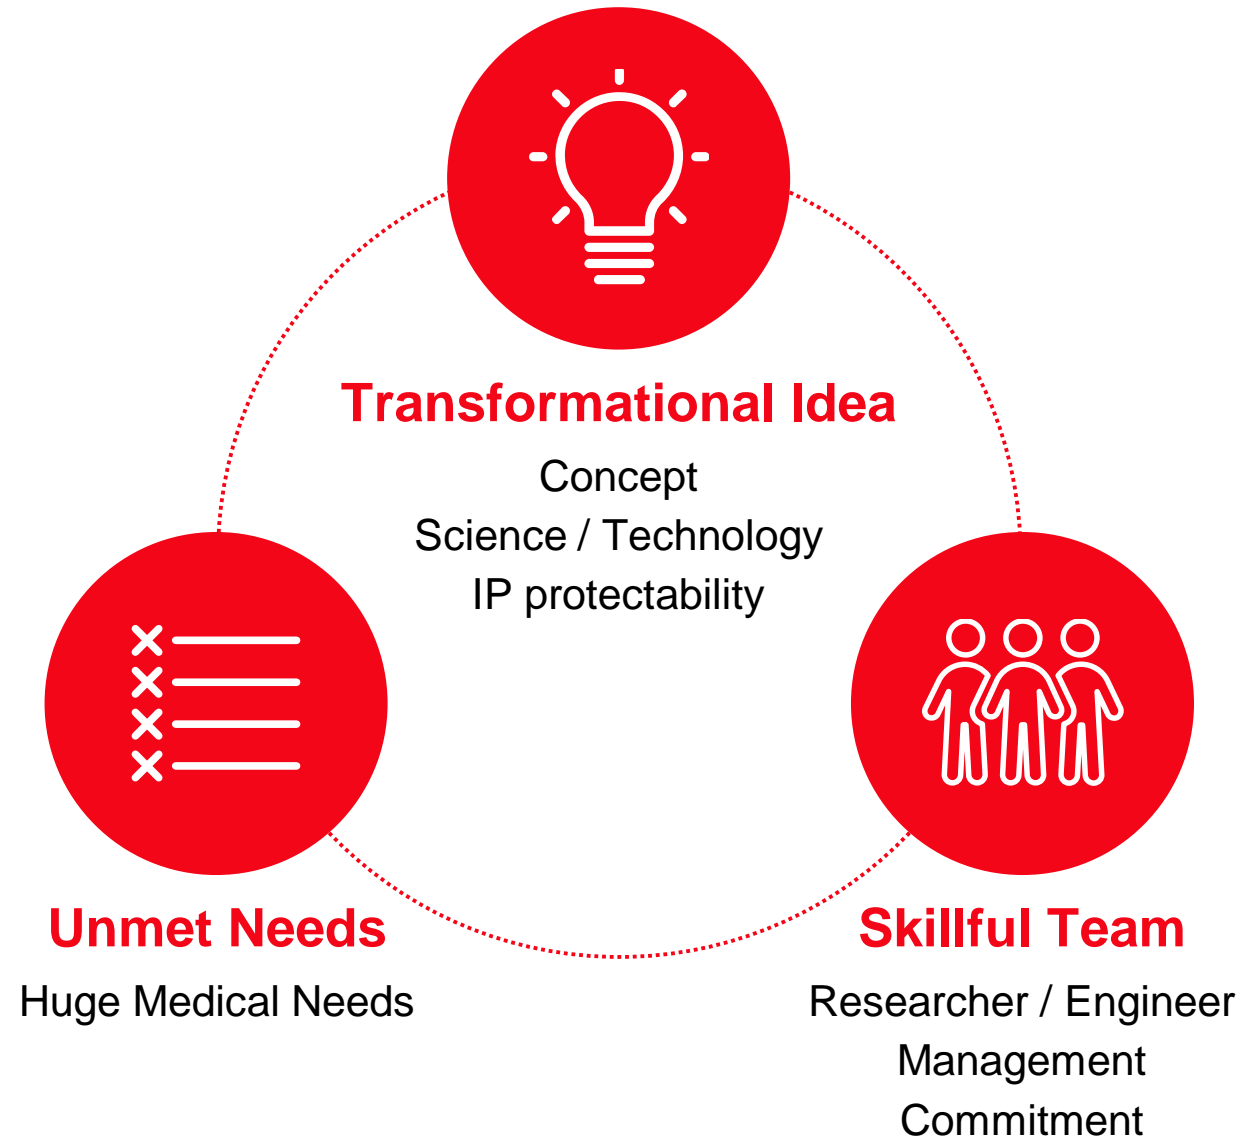 Transformational Idea
Concept
Science / Technology
IP protectability
Unmet Needs
Huge Medical Needs
Skillful Team
Researcher / Engineer
Management
Commitment